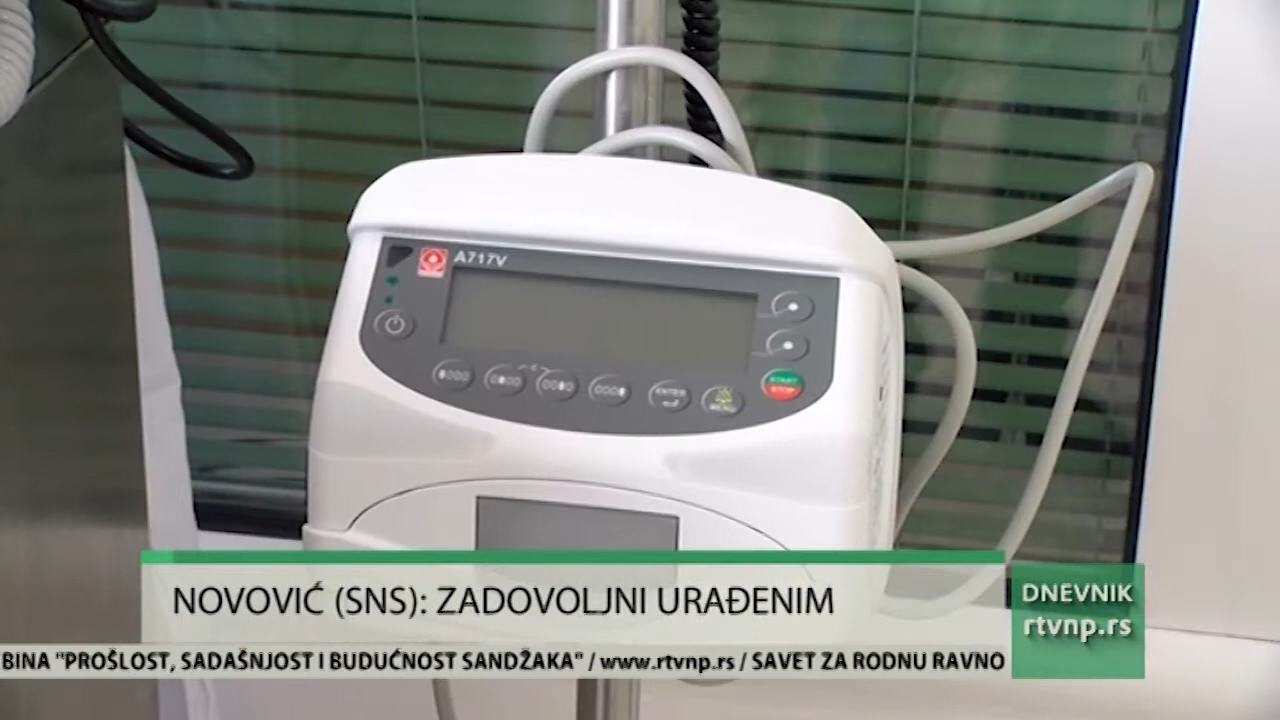 A717V
ENTER
MENU
START
STOP
NOVOVIĆ (SNS): ZADOVOLJNI URAĐENIM
DNEVNIK
rtvnp.rs
BINA "PROŠLOST, SADAŠNJOST I BUDUĆNOST SANDŽAKA" / www.rtvnp.rs / SAVET ZA RODNU RAVNO